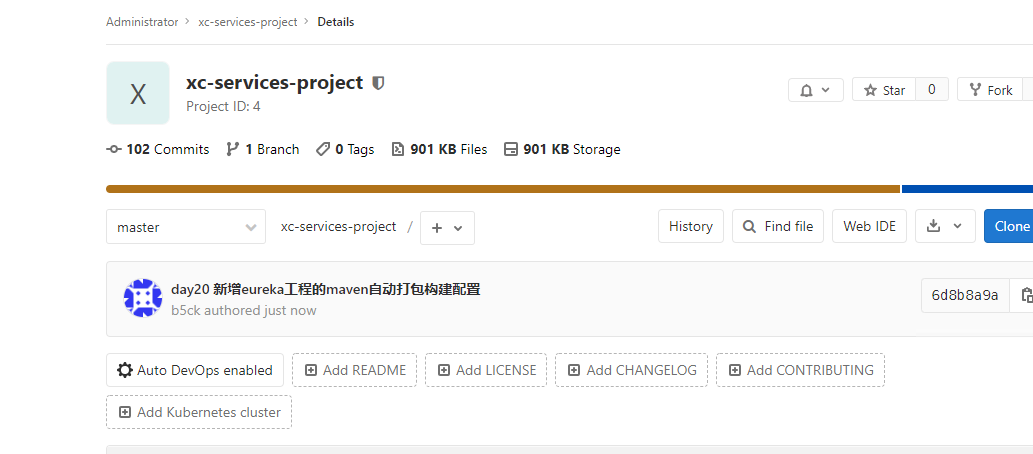 Administrator > xc-services-project > Details
X
xc-services-project
Project ID: 4
Star 0 Fork
102 Commits 1 Branch 0 Tags 901 KB Files 901 KB Storage
master xc-services-project / + History Find file Web IDE Clone
day20 新增eureka工程的maven自动打包构建配置
b5ck authored just now
6d8b8a9a
Auto DevOps enabled Add README Add LICENSE Add CHANGELOG Add CONTRIBUTING
Add Kubernetes cluster